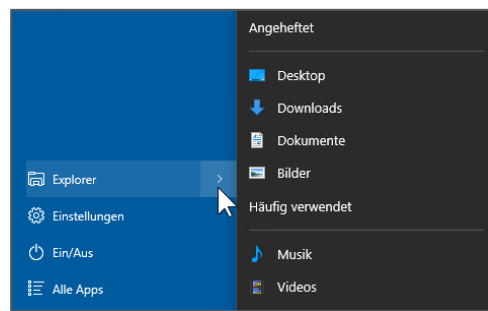 Explorer
Einstellungen
Ein/Aus
Alle Apps
Angeheftet
Desktop
Downloads
Dokumente
Bilder
Häufig verwendet
Musik
Videos